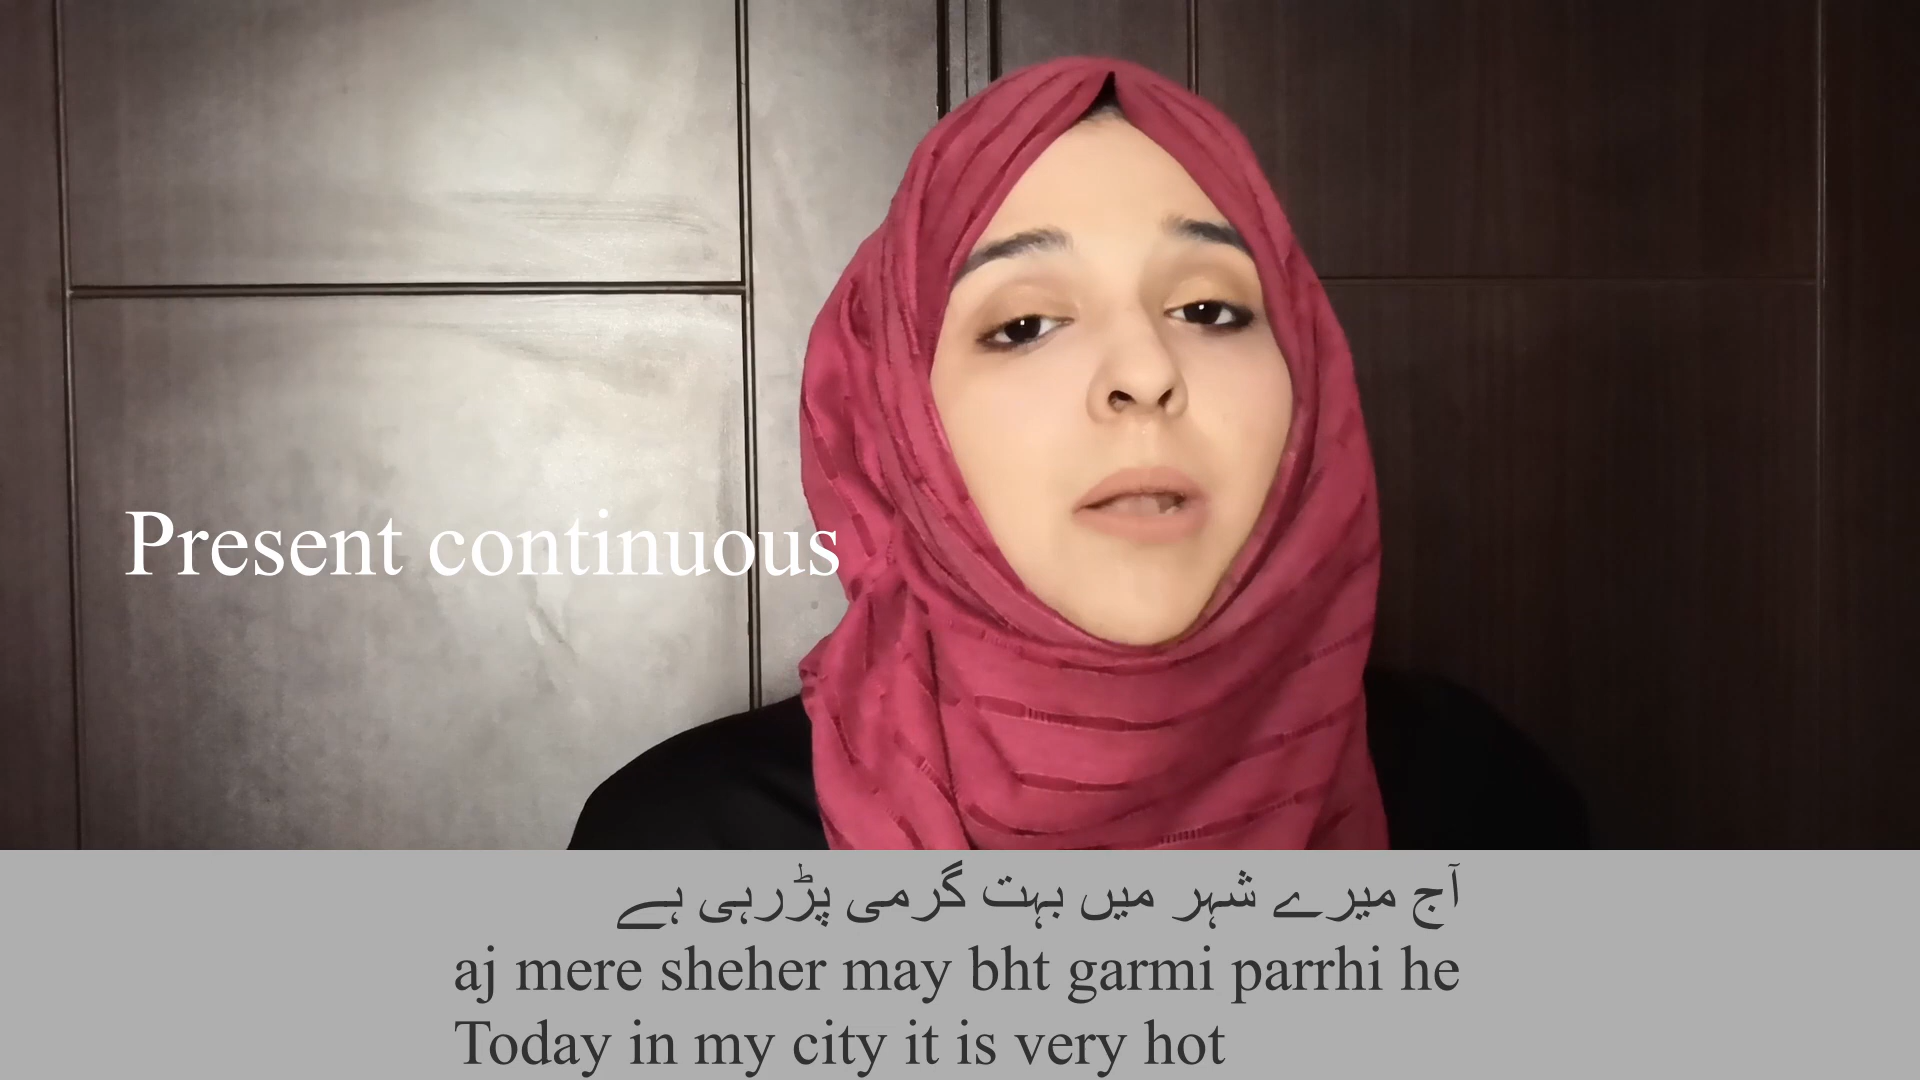 Present continuous
آج میرے شہر میں بہت گرمی پڑرہی ہے
aj mere sheher may bht garmi parrhi he
Today in my city it is very hot